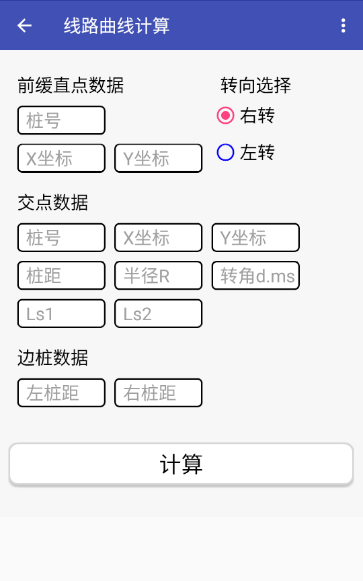 线路曲线计算
前缓直点数据 转向选择
桩号 右转
X坐标 Y坐标 左转
交点数据
桩号 X坐标 Y坐标
桩距 半径R 转角d.ms
Ls1 Ls2
边桩数据
左桩距 右桩距
计算